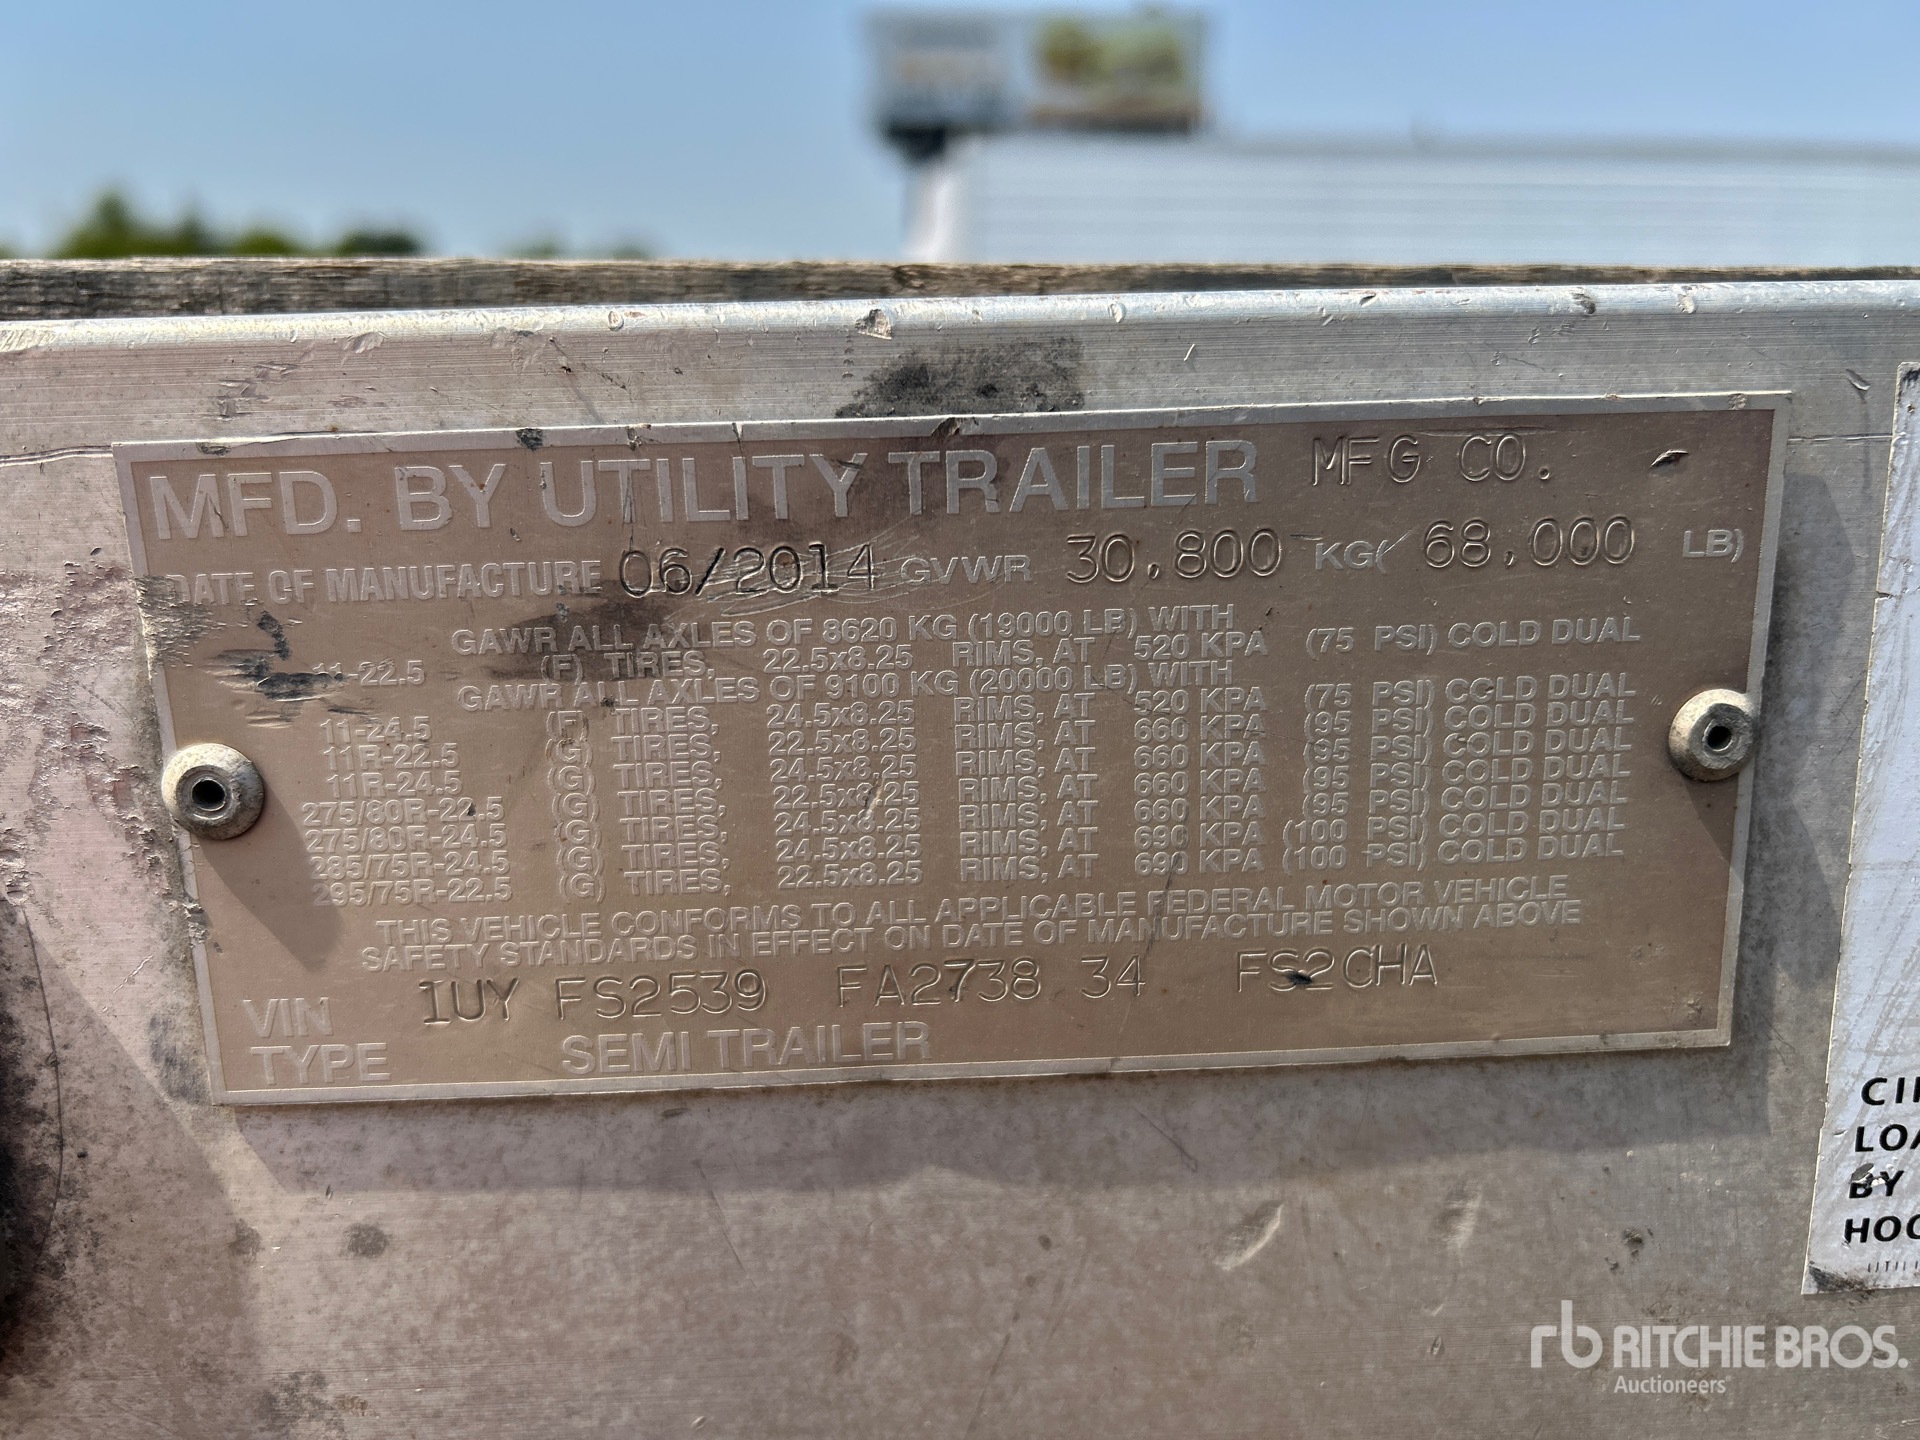 MFD. BY UTILITY TRAILER MFG CO.
DATE OF MANUFACTURE 06/2014 GVWR 30,800 KG( 68,000 LB)
GAWR ALL AXLES OF 8620 KG (19000 LB) WITH
11-22.5 (F) TIRES, 22.5x8.25 RIMS, AT 520 KPA (75 PSI) COLD DUAL
GAWR ALL AXLES OF 9100 KG (20000 LB) WITH
11-24.5 (F) TIRES, 24.5x8.25 RIMS, AT 520 KPA (75 PSI) COLD DUAL
11R-22.5 (G) TIRES, 22.5x8.25 RIMS, AT 660 KPA (95 PSI) COLD DUAL
11R-24.5 (G) TIRES, 24.5x8.25 RIMS, AT 660 KPA (95 PSI) COLD DUAL
275/80R-22.5 (G) TIRES, 22.5x8.25 RIMS, AT 660 KPA (95 PSI) COLD DUAL
275/80R-24.5 (G) TIRES, 24.5x8.25 RIMS, AT 660 KPA (95 PSI) COLD DUAL
285/75R-24.5 (G) TIRES, 24.5x8.25 RIMS, AT 690 KPA (100 PSI) COLD DUAL
295/75R-22.5 (G) TIRES, 22.5x8.25 RIMS, AT 690 KPA (100 PSI) COLD DUAL
THIS VEHICLE CONFORMS TO ALL APPLICABLE FEDERAL MOTOR VEHICLE
SAFETY STANDARDS IN EFFECT ON DATE OF MANUFACTURE SHOWN ABOVE
VIN 1UY FS2539 FA2738 34 FS2CHA
TYPE SEMI TRAILER
BY
rb RITCHIE BROS.
Auctioneers